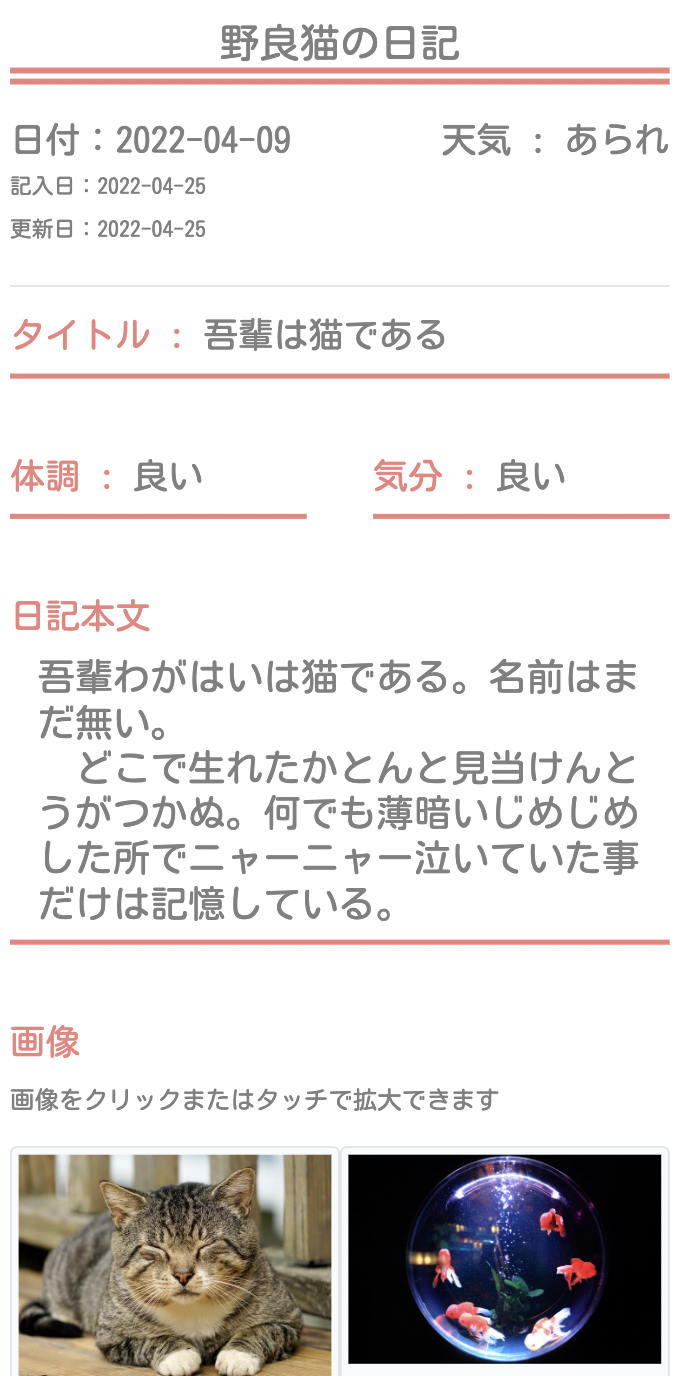 野良猫の日記
日付：2022-04-09 天気 : あられ
記入日：2022-04-25
更新日：2022-04-25
タイトル : 吾輩は猫である
体調 : 良い 気分 : 良い
日記本文
吾輩わがはいは猫である。名前はま
だ無い。
　どこで生れたかとんと見当けんと
うがつかぬ。何でも薄暗いじめじめ
した所でニャーニャー泣いていた事
だけは記憶している。
画像
画像をクリックまたはタッチで拡大できます